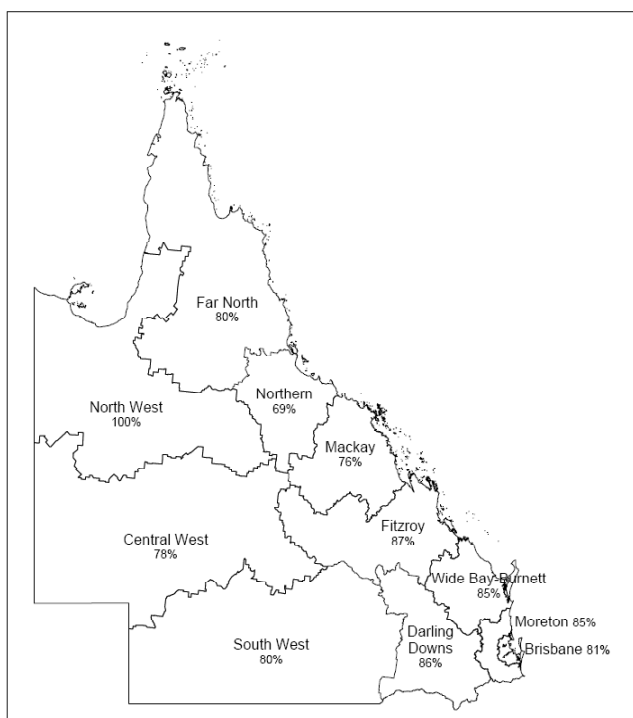 Far North
80%
Northern
69%
North West
100%
Mackay
76%
Fitzroy
87%
Central West
78%
Wide Bay-Burnett
85%
Moreton 85%
Darling
Downs
86%
South West
80%
Brisbane 81%